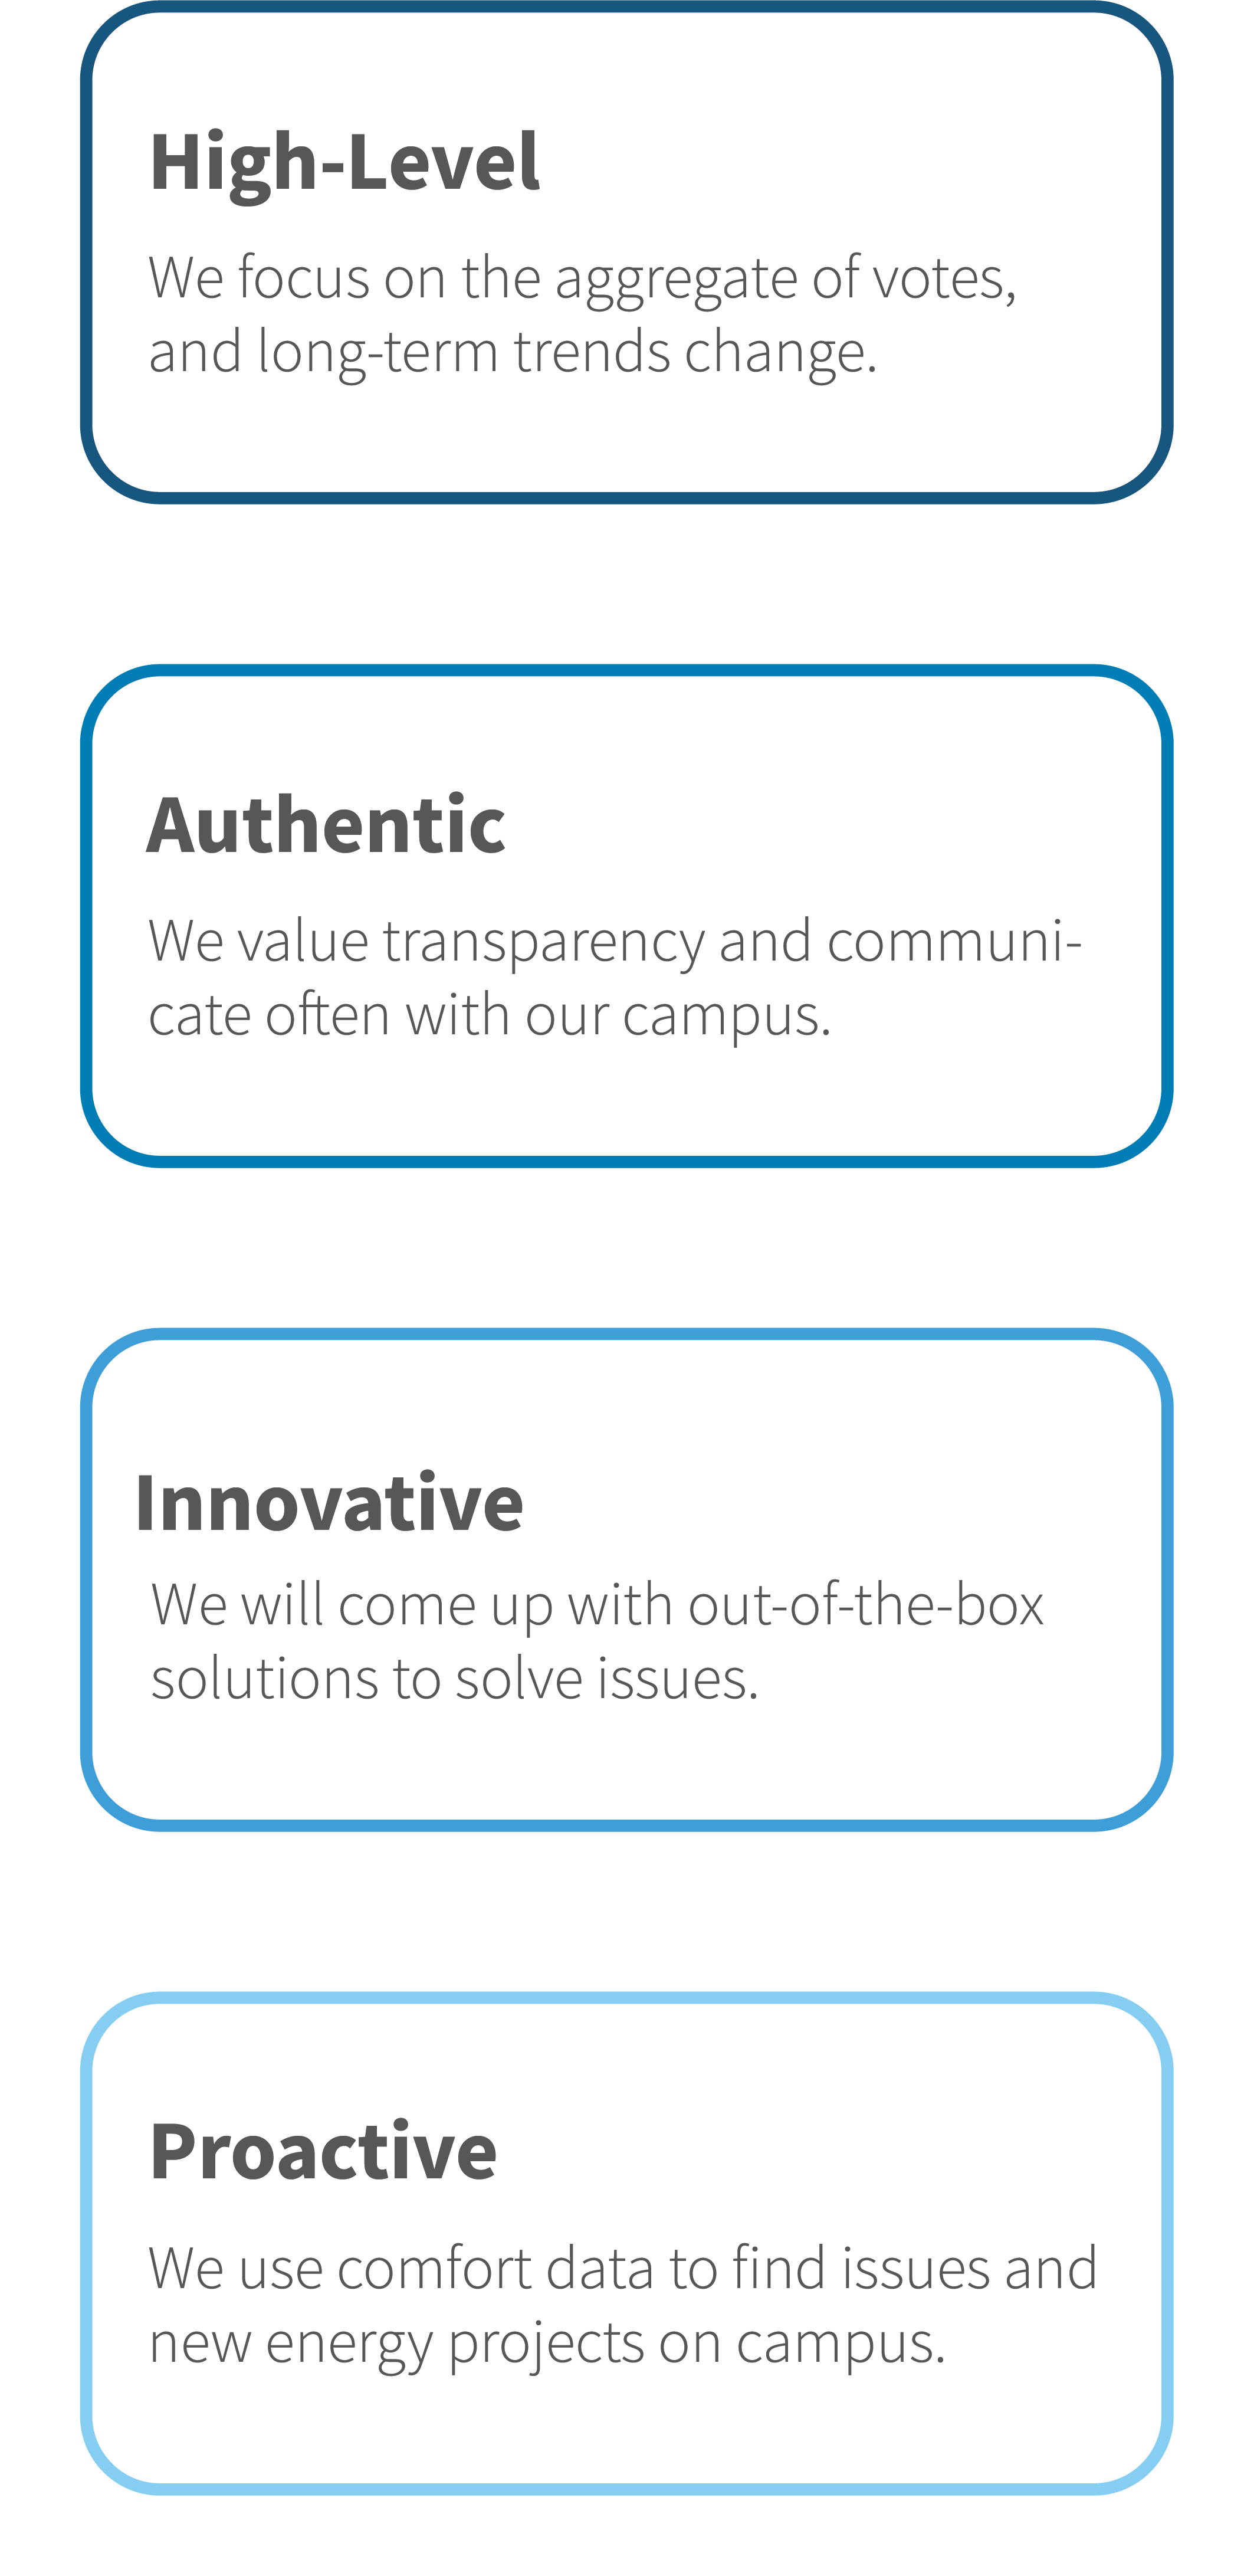 High-Level
We focus on the aggregate of votes,
and long-term trends change.
Authentic
We value transparency and communi-
cate often with our campus.
Innovative
We will come up with out-of-the-box
solutions to solve issues.
Proactive
We use comfort data to find issues and
new energy projects on campus.